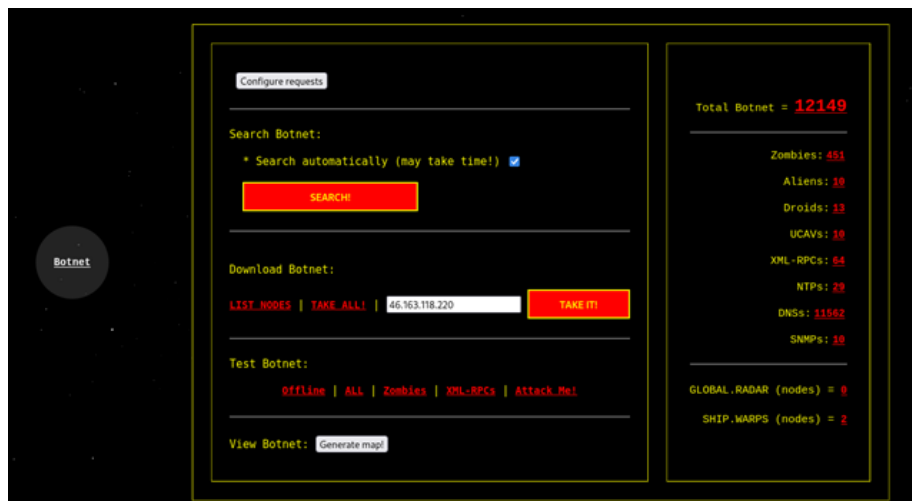 Configure requests
Search Botnet:
* Search automatically (may take time!)
SEARCH!
Botnet
Download Botnet:
LIST NODES | TAKE ALL! | 46.163.118.220 TAKE IT!
Test Botnet:
Offline | ALL | Zombies | XML-RPCs | Attack Me!
View Botnet: Generate map!
Total Botnet = 12149
Zombies: 451
Aliens: 10
Droids: 13
UCAVs: 10
XML-RPCs: 64
NTPs: 29
DNSs: 11562
SNMPs: 10
GLOBAL.RADAR (nodes) = 0
SHIP.WARPS (nodes) = 2